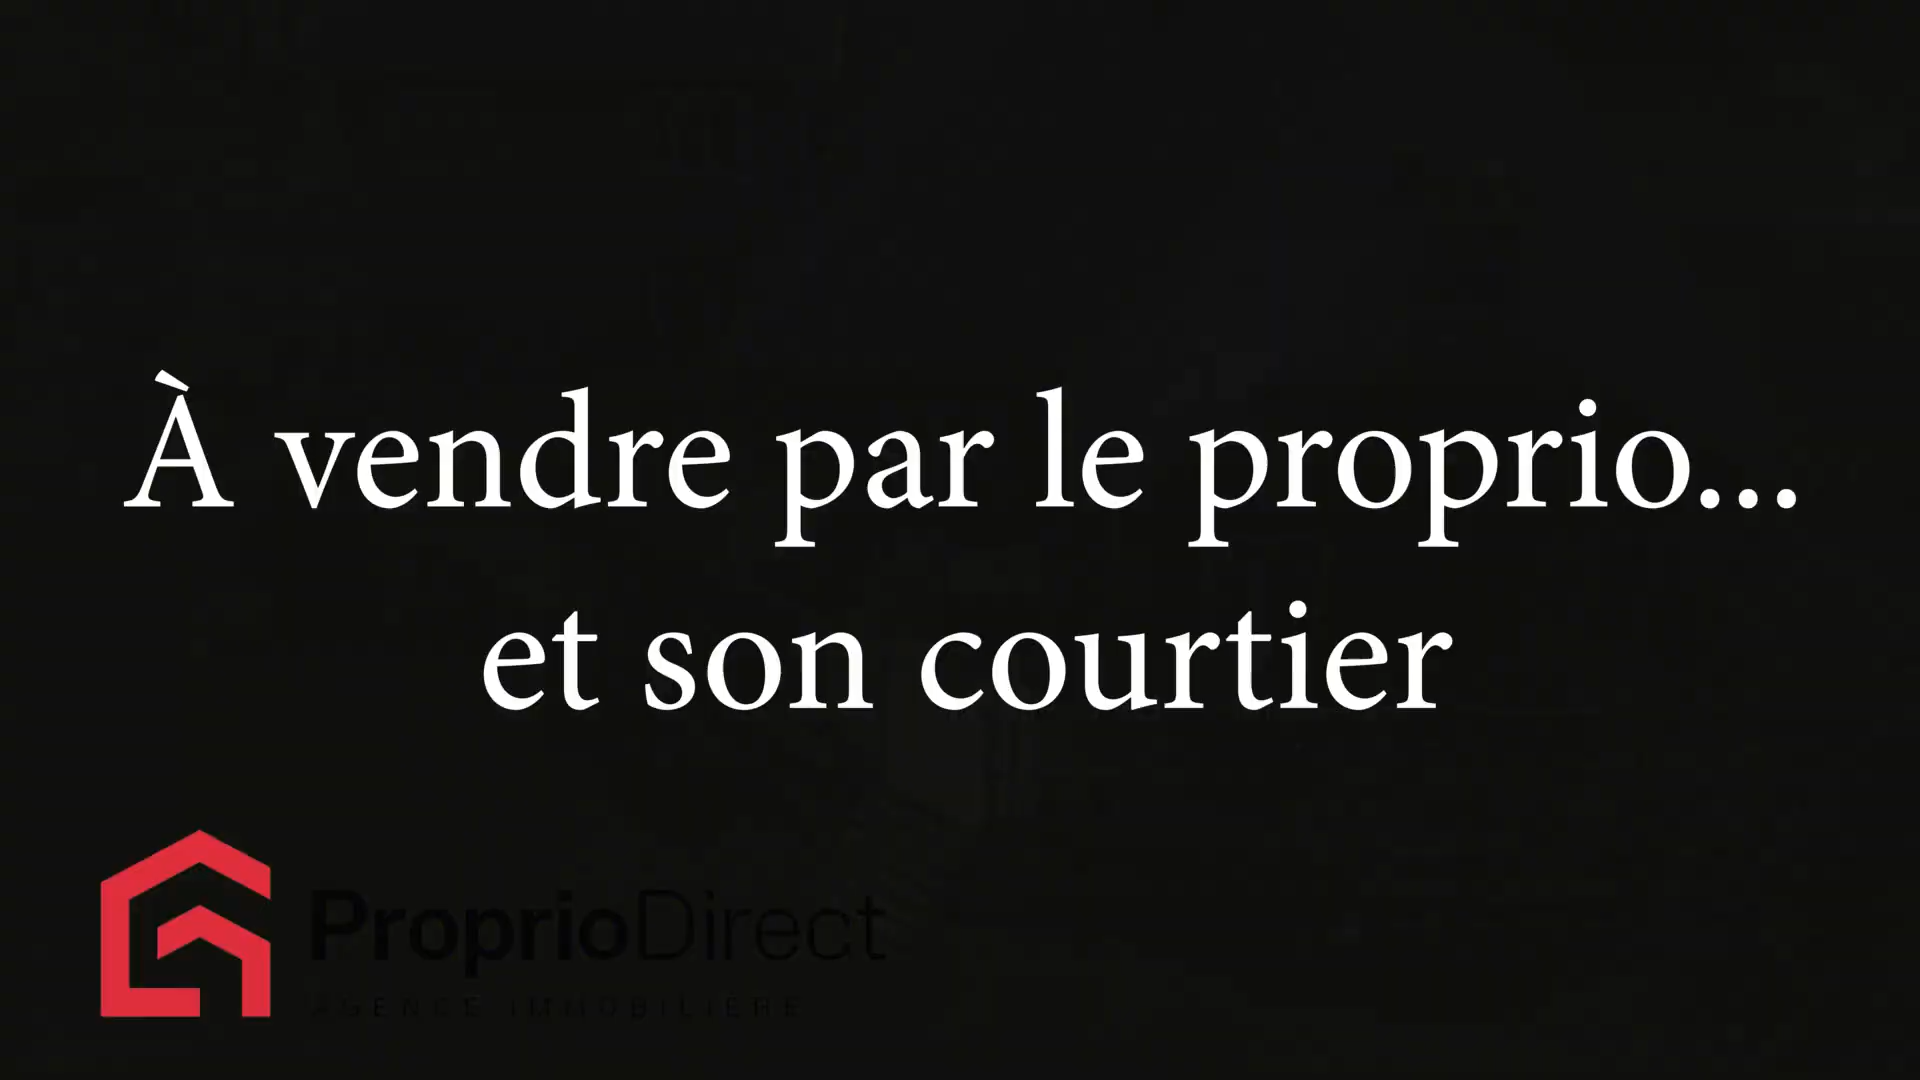 À vendre par le proprio...
et son courtier
ProprioDirect
AGENCE IMMOBILIÈRE